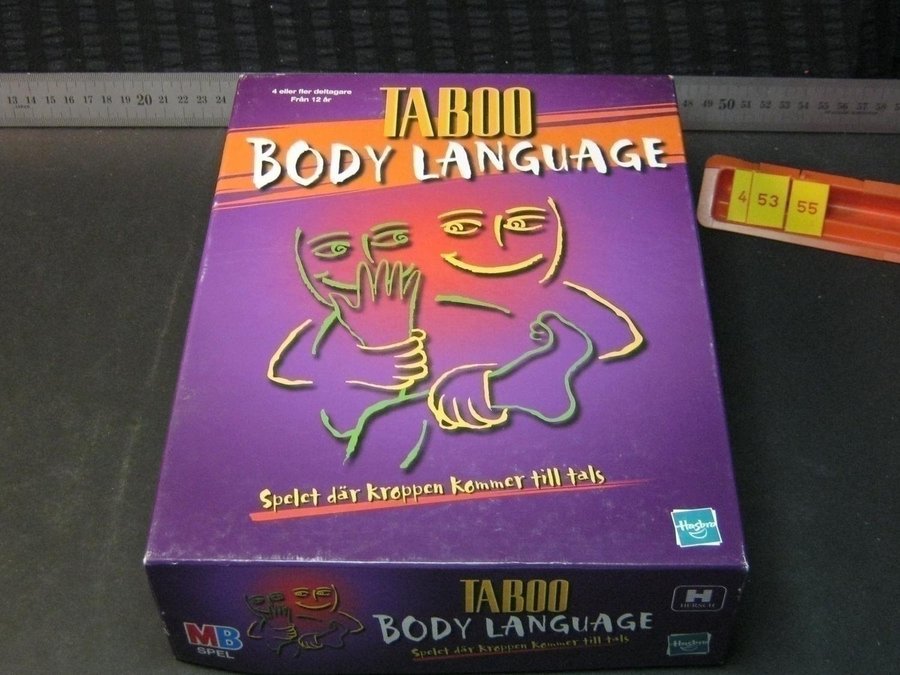 13 14 15 16 17 18 19 20 21 22 23 24
48 49 50 51 52 53 54 55 56 57 58
4 eller fler deltagare
Från 12 år
TABOO
BODY LANGUAGE
4 53 55
Spelet där kroppen kommer till tals
Hasbro
TABOO
BODY LANGUAGE
Spelet där kroppen kommer till tals
MB
SPEL
H
HERSCH
Hasbro